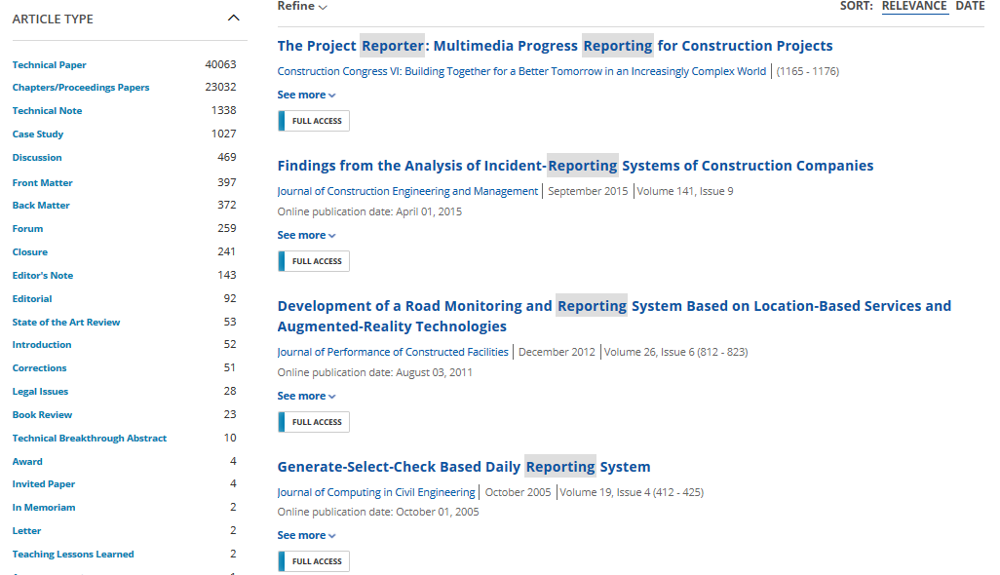 ARTICLE TYPE
Technical Paper 40063
Chapters/Proceedings Papers 23032
Technical Note 1338
Case Study 1027
Discussion 469
Front Matter 397
Back Matter 372
Forum 259
Closure 241
Editor's Note 143
Editorial 92
State of the Art Review 53
Introduction 52
Corrections 51
Legal Issues 28
Book Review 23
Technical Breakthrough Abstract 10
Award 4
Invited Paper 4
In Memoriam 2
Letter 2
Teaching Lessons Learned 2
Refine
SORT: RELEVANCE DATE
The Project Reporter: Multimedia Progress Reporting for Construction Projects
Construction Congress VI: Building Together for a Better Tomorrow in an Increasingly Complex World | (1165 - 1176)
See more
FULL ACCESS
Findings from the Analysis of Incident-Reporting Systems of Construction Companies
Journal of Construction Engineering and Management | September 2015 | Volume 141, Issue 9
Online publication date: April 01, 2015
See more
FULL ACCESS
Development of a Road Monitoring and Reporting System Based on Location-Based Services and
Augmented-Reality Technologies
Journal of Performance of Constructed Facilities | December 2012 | Volume 26, Issue 6 (812 - 823)
Online publication date: August 03, 2011
See more
FULL ACCESS
Generate-Select-Check Based Daily Reporting System
Journal of Computing in Civil Engineering | October 2005 | Volume 19, Issue 4 (412 - 425)
Online publication date: October 01, 2005
See more
FULL ACCESS